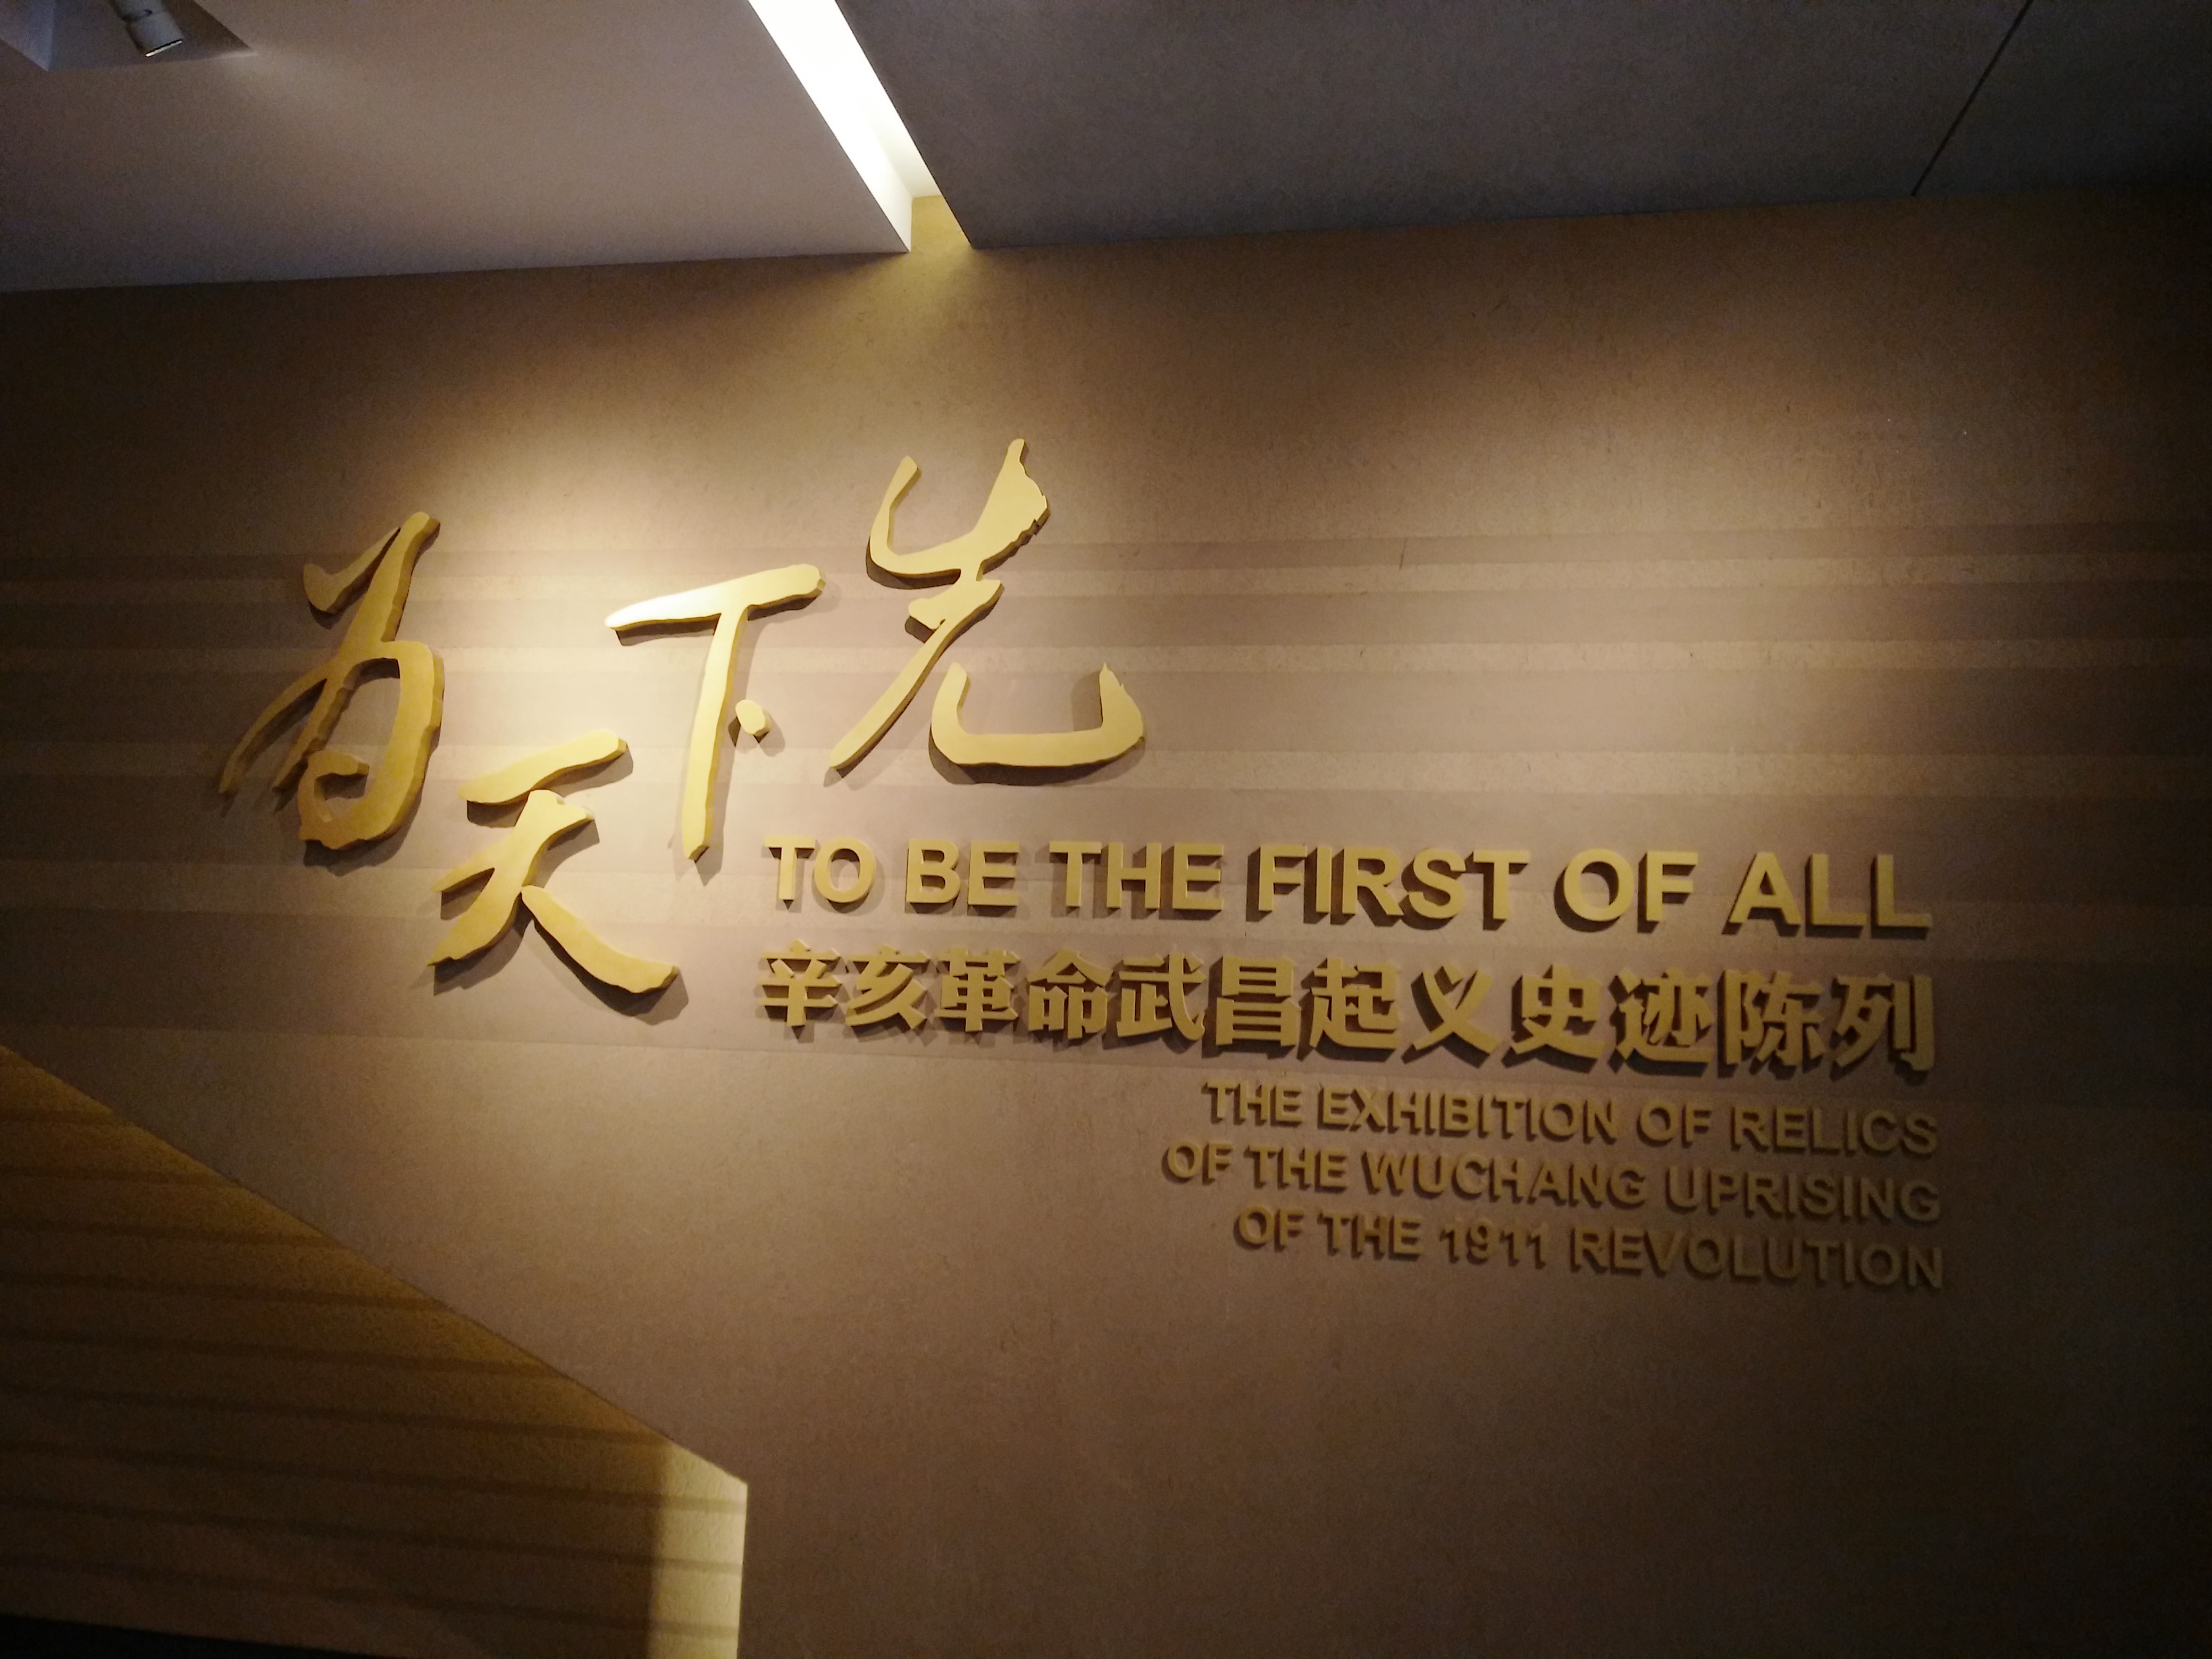 为天下先
TO BE THE FIRST OF ALL
辛亥革命武昌起义史迹陈列
THE EXHIBITION OF RELICS
OF THE WUCHANG UPRISING
OF THE 1911 REVOLUTION